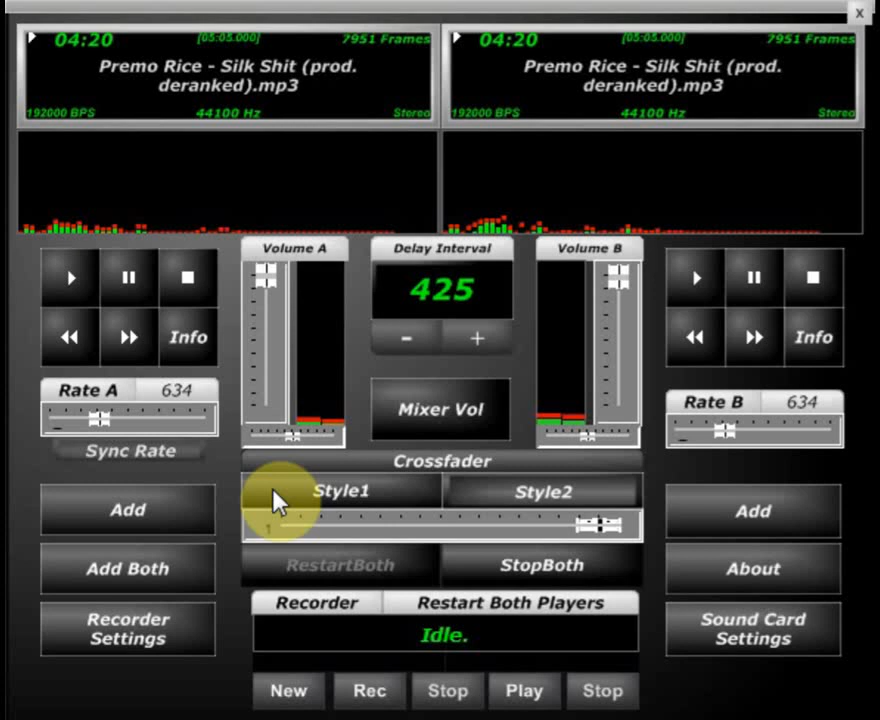 X
04:20 [05:05.000] 7951 Frames
Premo Rice - Silk Shit (prod.
deranked).mp3
192000 BPS 44100 Hz Stereo
04:20 [05:05.000] 7951 Frames
Premo Rice - Silk Shit (prod.
deranked).mp3
192000 BPS 44100 Hz Stereo
Volume A
Delay Interval
Volume B
425
- +
Info
Info
Rate A 634
Mixer Vol
Rate B 634
Sync Rate
Crossfader
Style1 Style2
1
Add
Add
RestartBoth StopBoth
Add Both
About
Recorder Restart Both Players
Recorder
Settings
Idle.
Sound Card
Settings
New Rec Stop Play Stop